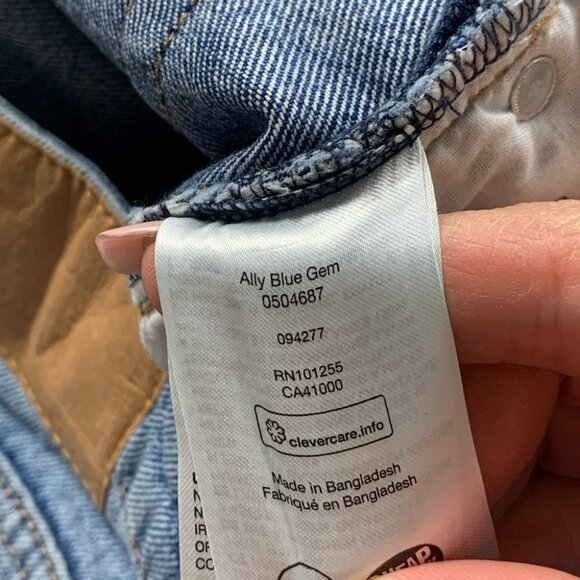 Ally Blue Gem
0504687
094277
RN101255
CA41000
clevercare.info
Made in Bangladesh
Fabriqué en Bangladesh